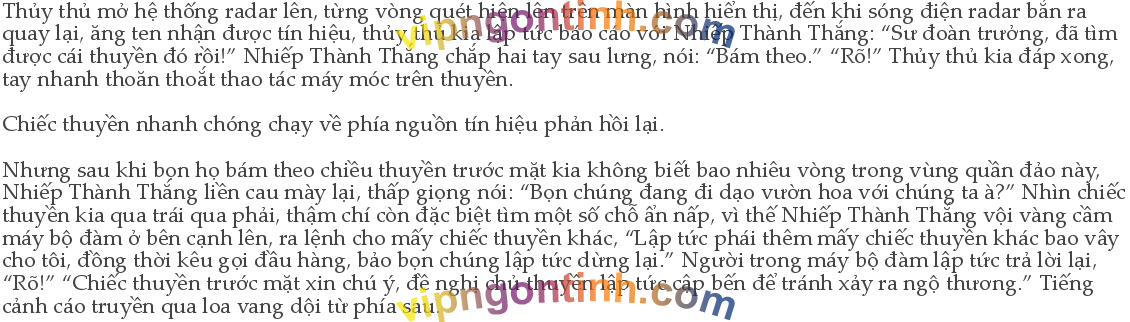 Thủy thủ mở hệ thống radar lên, từng vòng quét hiện lên trên màn hình hiển thị, đến khi sóng điện radar bắn ra
quay lại, ăng ten nhận được tín hiệu, thủy thủ kia lập tức báo cáo với Nhiếp Thành Thắng: “Sư đoàn trưởng, đã tìm
được cái thuyền đó rồi!” Nhiếp Thành Thắng chắp hai tay sau lưng, nói: “Bám theo.” “Rõ!” Thủy thủ kia đáp xong,
tay nhanh thoăn thoắt thao tác máy móc trên thuyền.
Chiếc thuyền nhanh chóng chạy về phía nguồn tín hiệu phản hồi lại.
Nhưng sau khi bọn họ bám theo chiều thuyền trước mặt kia không biết bao nhiêu vòng trong vùng quần đảo này,
Nhiếp Thành Thắng liền cau mày lại, thấp giọng nói: “Bọn chúng đang đi dạo vườn hoa với chúng ta à?” Nhìn chiếc
thuyền kia qua trái qua phải, thậm chí còn đặc biệt tìm một số chỗ ẩn nấp, vì thế Nhiếp Thành Thắng vội vàng cầm
máy bộ đàm ở bên cạnh lên, ra lệnh cho mấy chiếc thuyền khác, “Lập tức phái thêm mấy chiếc thuyền khác bao vây
cho tôi, đồng thời kêu gọi đầu hàng, bảo bọn chúng lập tức dừng lại.” Người trong máy bộ đàm lập tức trả lời lại,
“Rõ!” “Chiếc thuyền trước mặt xin chú ý, đề nghị chủ thuyền lập tức cập bến để tránh xảy ra ngộ thương.” Tiếng
cảnh cáo truyền qua loa vang dội từ phía sau.
vipngontinh.com
vipngontinh.com